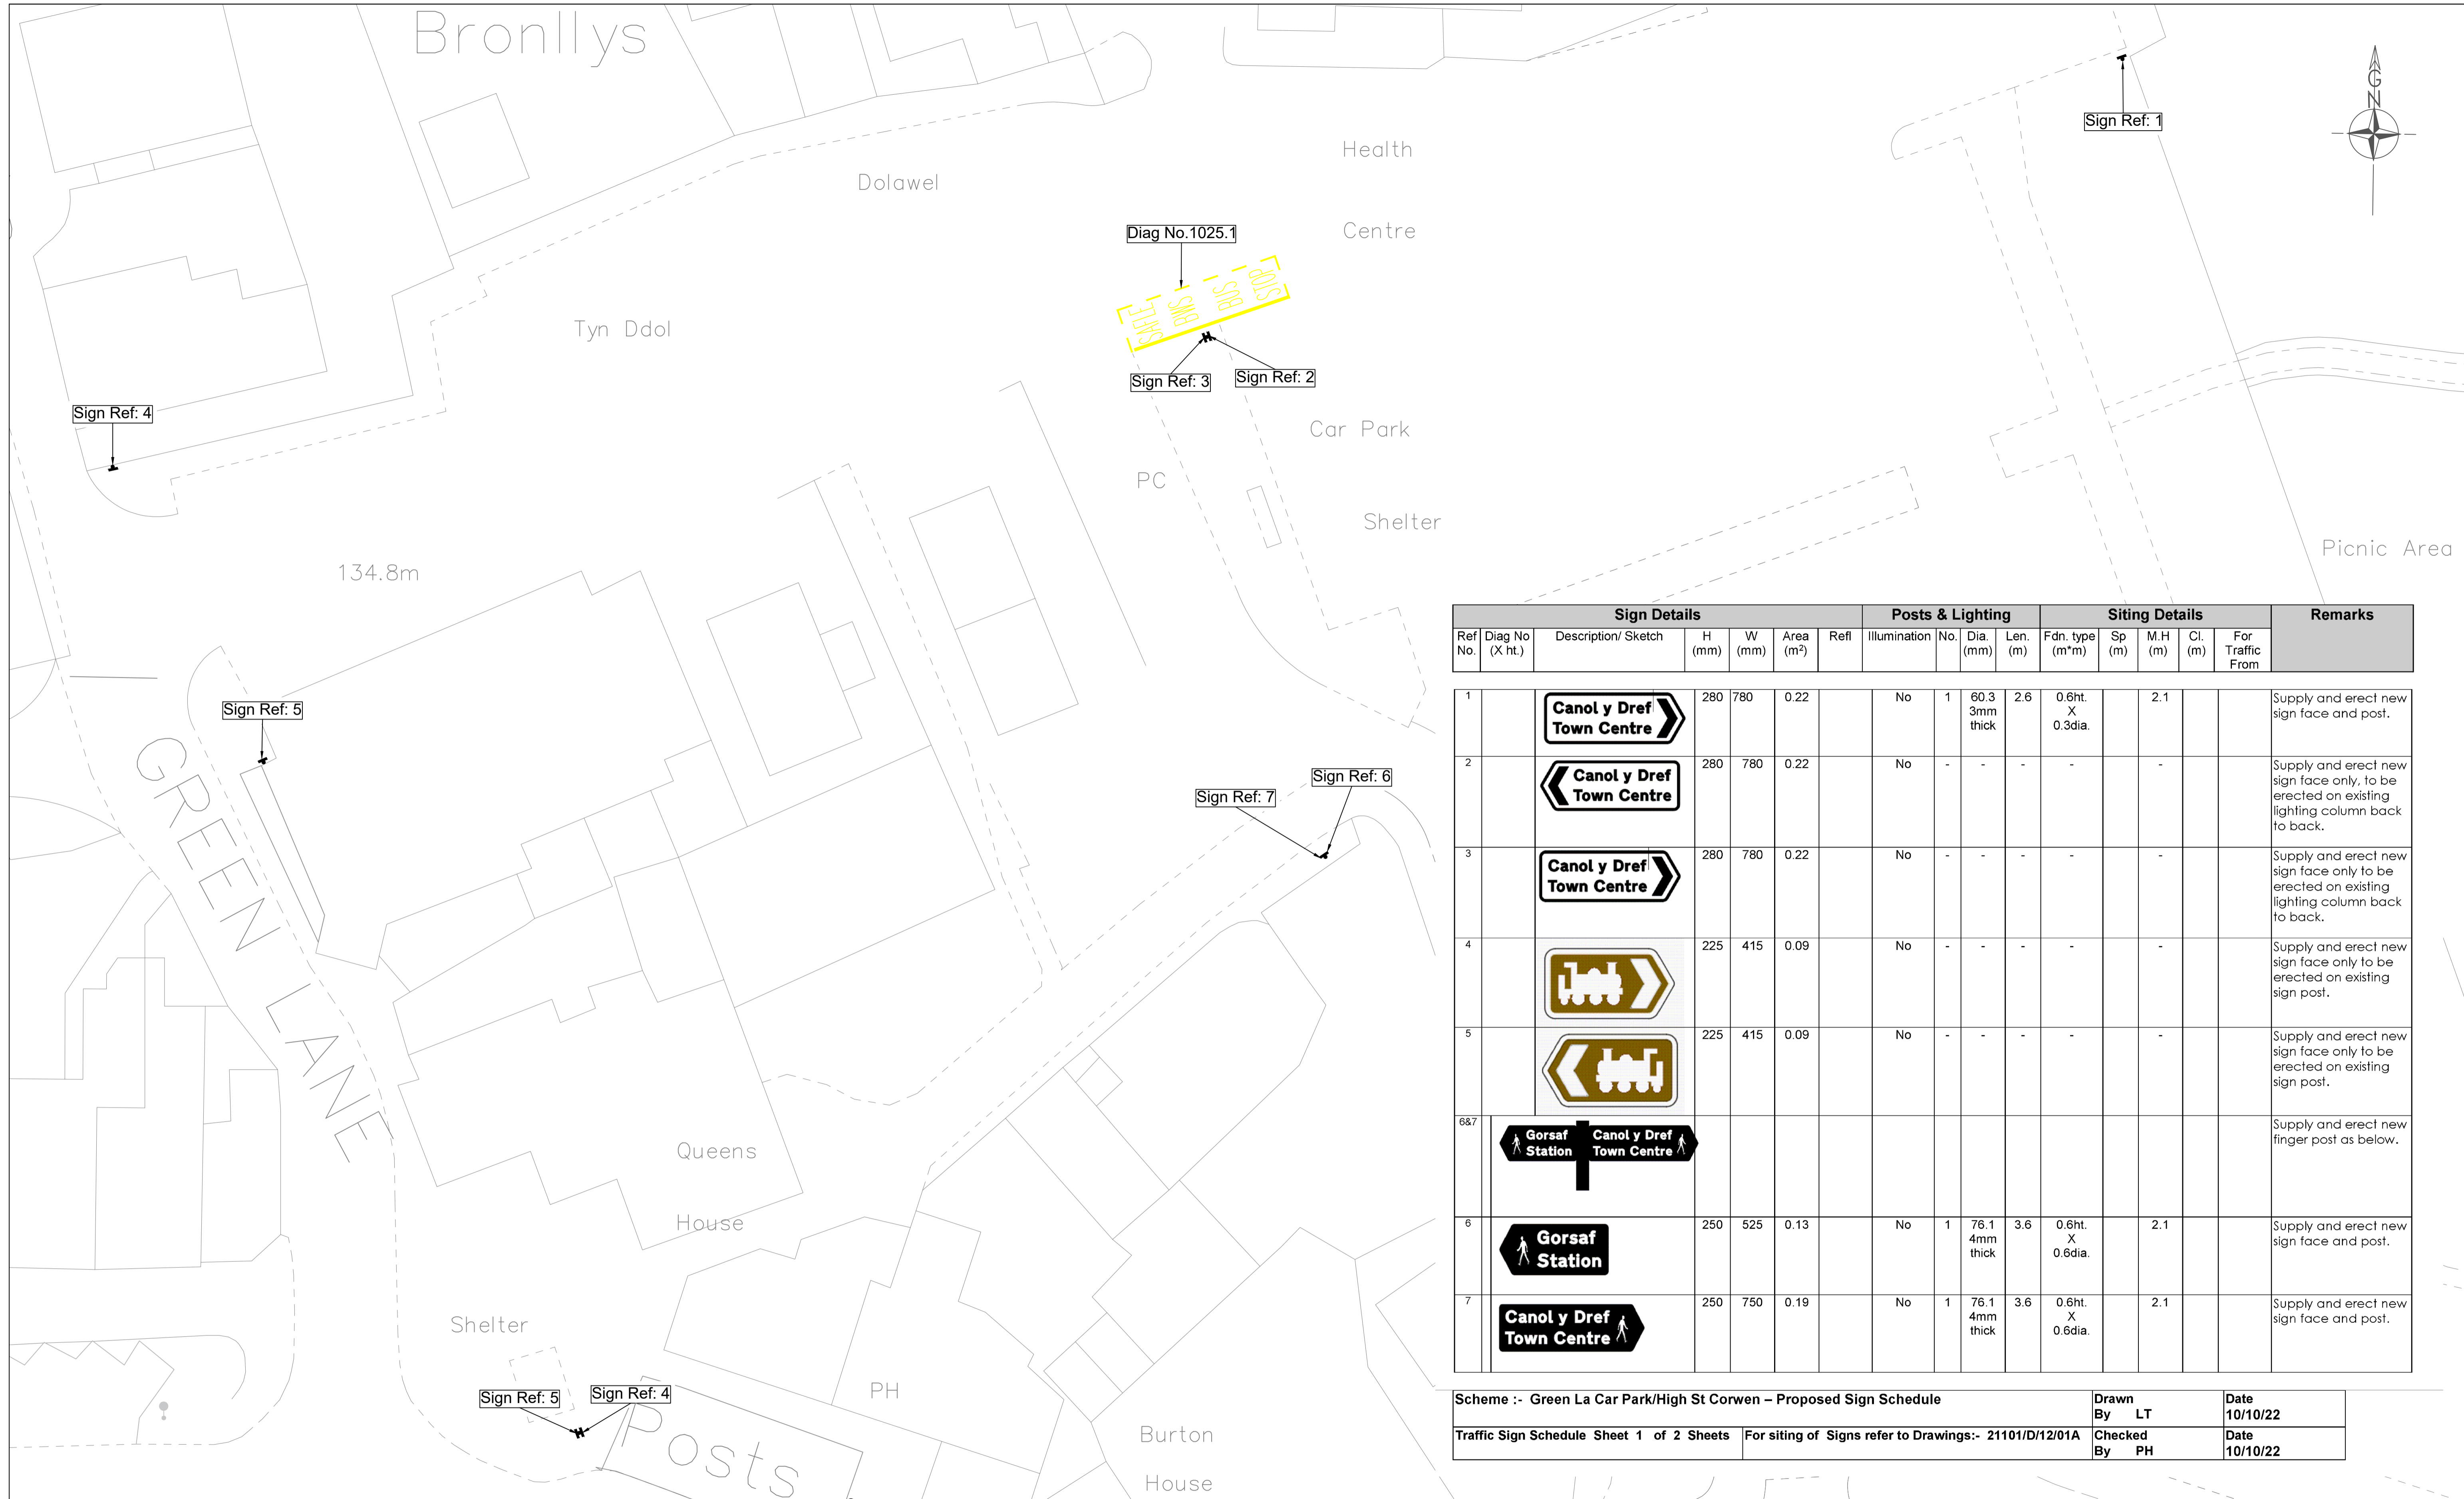 Bronllys
G
N
Sign Ref: 1
Health
Dolawel
Diag No.1025.1
Centre
STOP
BUS
BWS
SAFLE
Tyn Ddol
Sign Ref: 3
Sign Ref: 2
Sign Ref: 4
Car Park
PC
Shelter
Picnic Area
134.8m
Sign Ref: 5
GREEN LANE
Sign Ref: 7
Sign Ref: 6
Queens
House
Shelter
Sign Ref: 5
Sign Ref: 4
PH
Posts
Burton
House
Sign Details Posts & Lighting Siting Details Remarks
Ref No. Diag No (X ht.) Description/ Sketch H (mm) W (mm) Area (m²) Refl Illumination No. Dia. (mm) Len. (m) Fdn. type (m*m) Sp (m) M.H (m) Cl. (m) For Traffic From
1 Canol y Dref Town Centre 280 780 0.22 No 1 60.3 3mm thick 2.6 0.6ht. X 0.3dia. 2.1 Supply and erect new sign face and post.
2 Canol y Dref Town Centre 280 780 0.22 No - - - - - Supply and erect new sign face only, to be erected on existing lighting column back to back.
3 Canol y Dref Town Centre 280 780 0.22 No - - - - - Supply and erect new sign face only to be erected on existing lighting column back to back.
4 225 415 0.09 No - - - - - Supply and erect new sign face only to be erected on existing sign post.
5 225 415 0.09 No - - - - - Supply and erect new sign face only to be erected on existing sign post.
6&7 Gorsaf Station Canol y Dref Town Centre Supply and erect new finger post as below.
6 Gorsaf Station 250 525 0.13 No 1 76.1 4mm thick 3.6 0.6ht. X 0.6dia. 2.1 Supply and erect new sign face and post.
7 Canol y Dref Town Centre 250 750 0.19 No 1 76.1 4mm thick 3.6 0.6ht. X 0.6dia. 2.1 Supply and erect new sign face and post.
Scheme :- Green La Car Park/High St Corwen – Proposed Sign Schedule Drawn By LT Date 10/10/22
Traffic Sign Schedule Sheet 1 of 2 Sheets For siting of Signs refer to Drawings:- 21101/D/12/01A Checked By PH Date 10/10/22